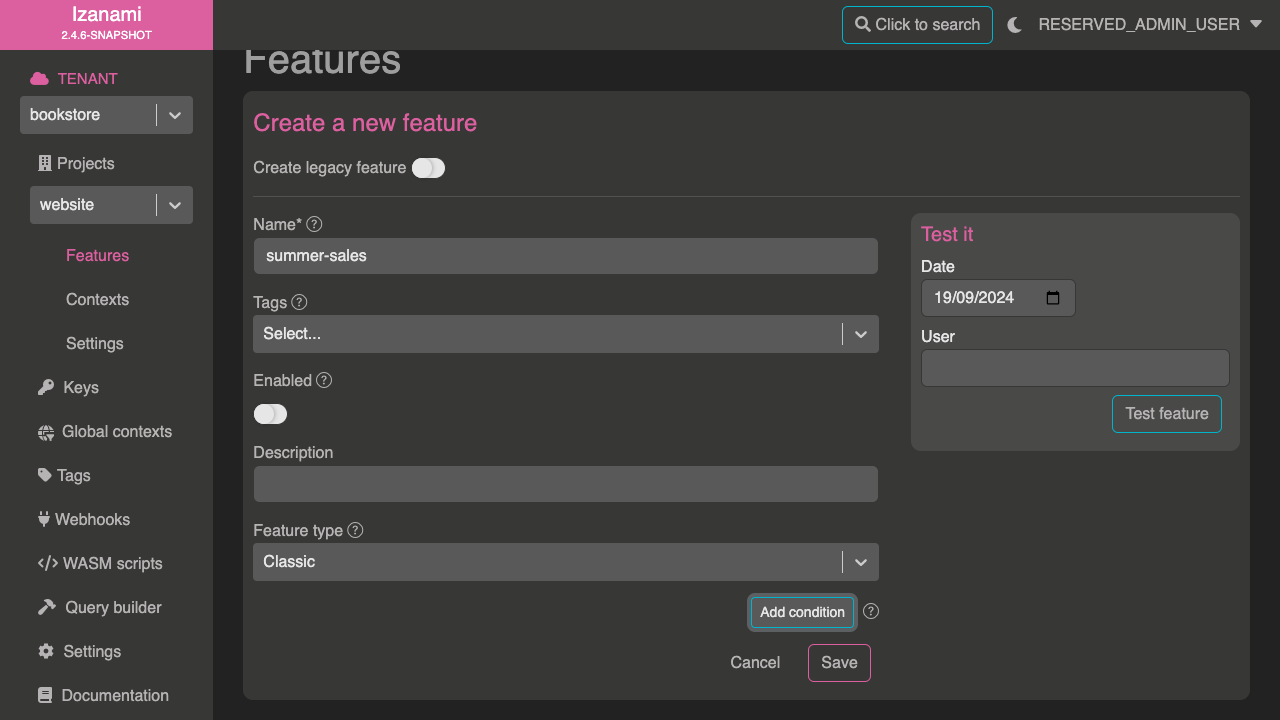 Izanami
2.4.6-SNAPSHOT
Click to search
RESERVED_ADMIN_USER
TENANT
bookstore
Projects
website
Features
Contexts
Settings
Keys
Global contexts
Tags
Webhooks
WASM scripts
Query builder
Settings
Documentation
Features
Create a new feature
Create legacy feature
Name*
summer-sales
Tags
Select...
Enabled
Description
Feature type
Classic
Add condition
Cancel
Save
Test it
Date
19/09/2024
User
Test feature